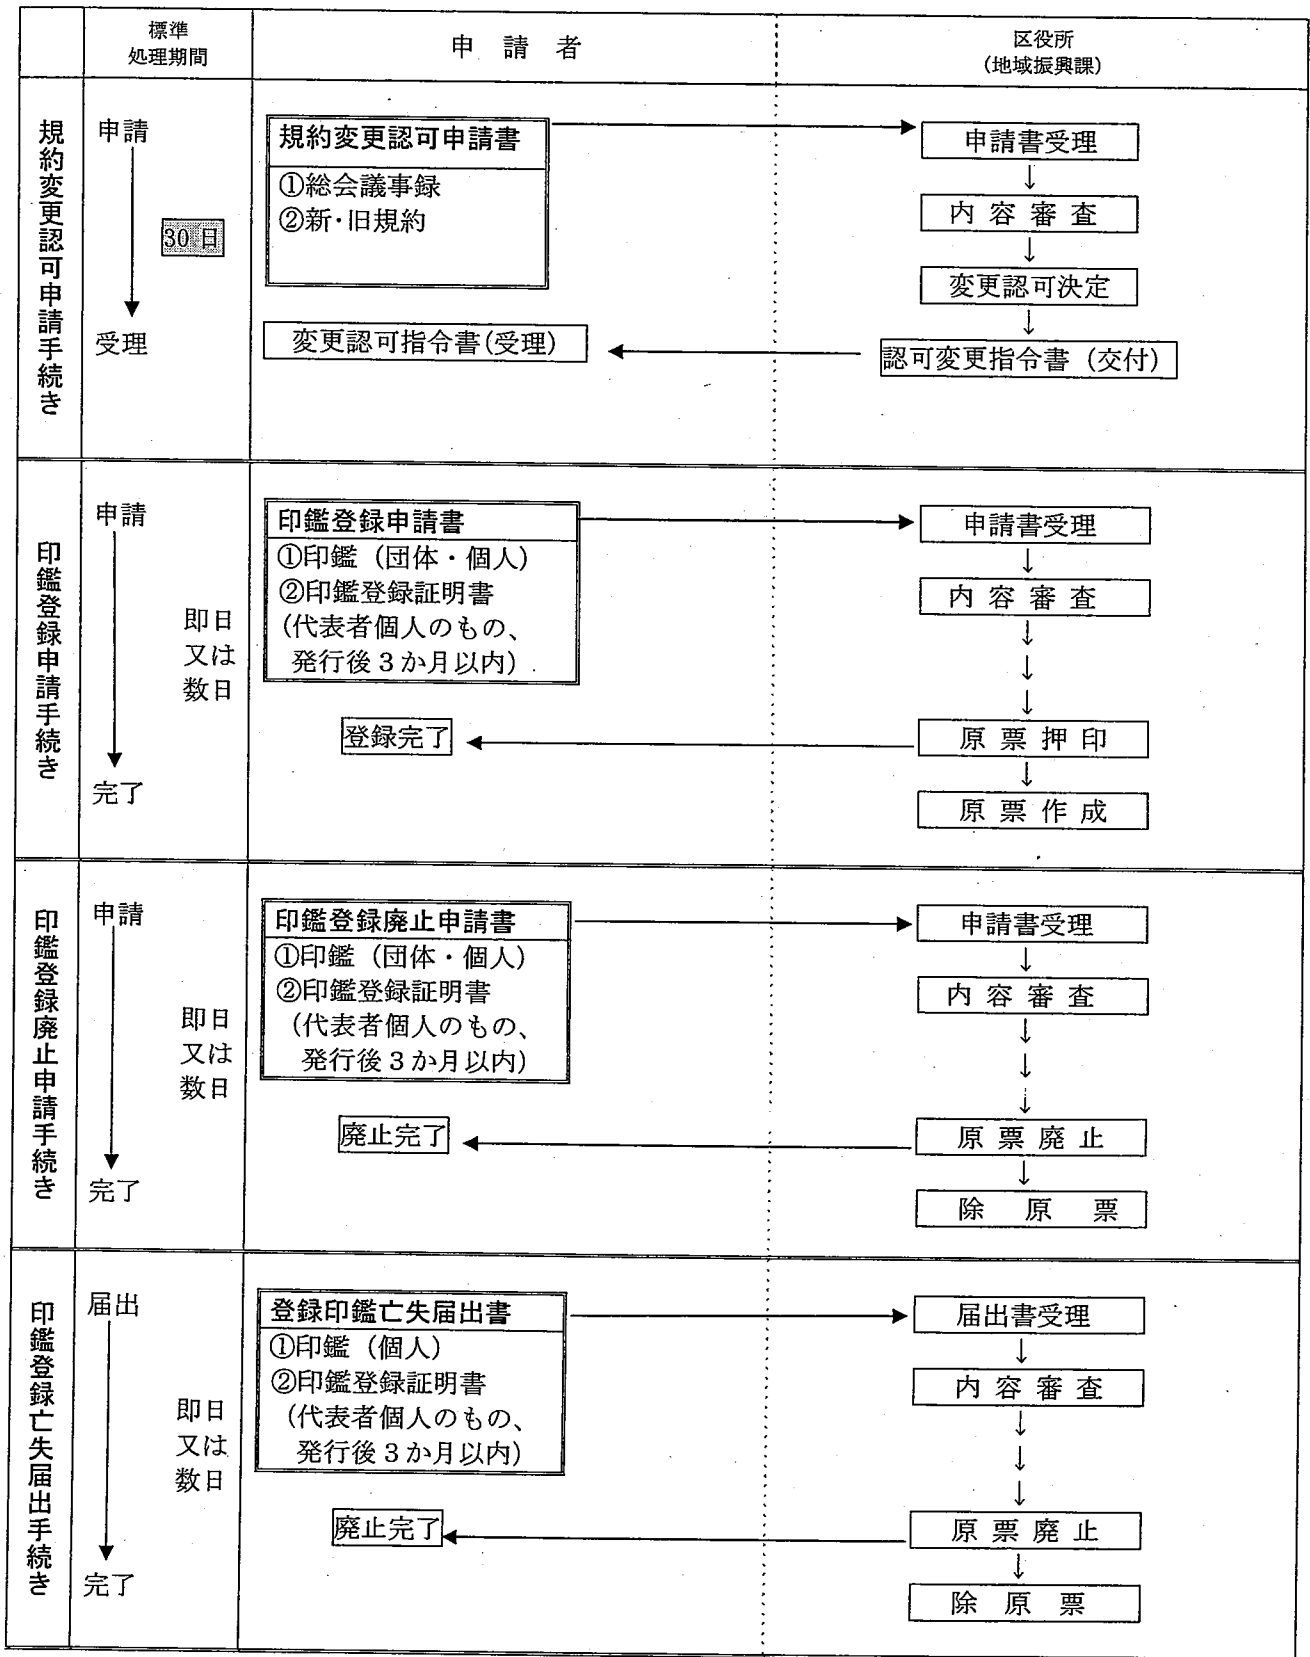 標準
処理期間
申 請 者
区役所
(地域振興課)
規約変更認可申請手続き
申請
30日
受理
規約変更認可申請書
①総会議事録
②新・旧規約
変更認可指令書(受理)
申請書受理
↓
内 容 審 査
↓
変更認可決定
↓
認可変更指令書 (交付)
印鑑登録申請手続き
申請
即日
又は
数日
完了
印鑑登録申請書
①印鑑 (団体・個人)
②印鑑登録証明書
(代表者個人のもの、
発行後3か月以内)
登録完了
申請書受理
↓
内 容 審 査
↓
↓
↓
原 票 押 印
↓
原 票 作 成
印鑑登録廃止申請手続き
申請
即日
又は
数日
完了
印鑑登録廃止申請書
①印鑑 (団体・個人)
②印鑑登録証明書
(代表者個人のもの、
発行後3か月以内)
廃止完了
申請書受理
↓
内 容 審 査
↓
↓
↓
原 票 廃 止
↓
除 原 票
印鑑登録亡失届出手続き
届出
即日
又は
数日
完了
登録印鑑亡失届出書
①印鑑 (個人)
②印鑑登録証明書
(代表者個人のもの、
発行後3か月以内)
廃止完了
届出書受理
↓
内 容 審 査
↓
↓
↓
原 票 廃 止
↓
除 原 票